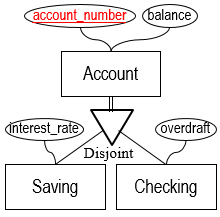 account_number balance
Account
interest_rate overdraft
Disjoint
Saving Checking